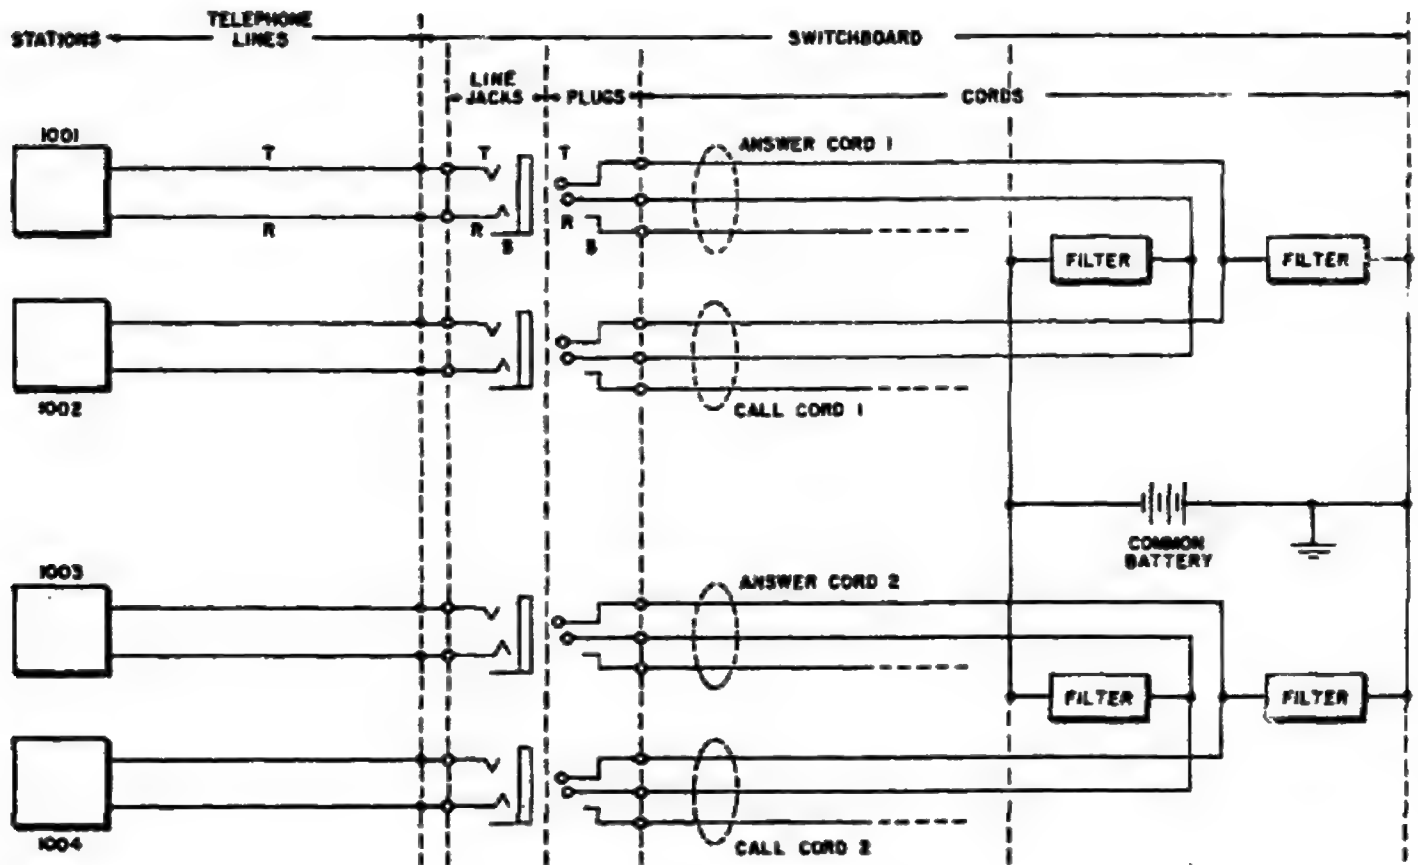 TELEPHONE
STATIONS LINES SWITCHBOARD
LINE
JACKS PLUGS CORDS
1001
T T T ANSWER CORD 1
R R S R S
FILTER FILTER
1002
CALL CORD 1
COMMON
BATTERY
1003
ANSWER CORD 2
FILTER FILTER
1004
CALL CORD 2